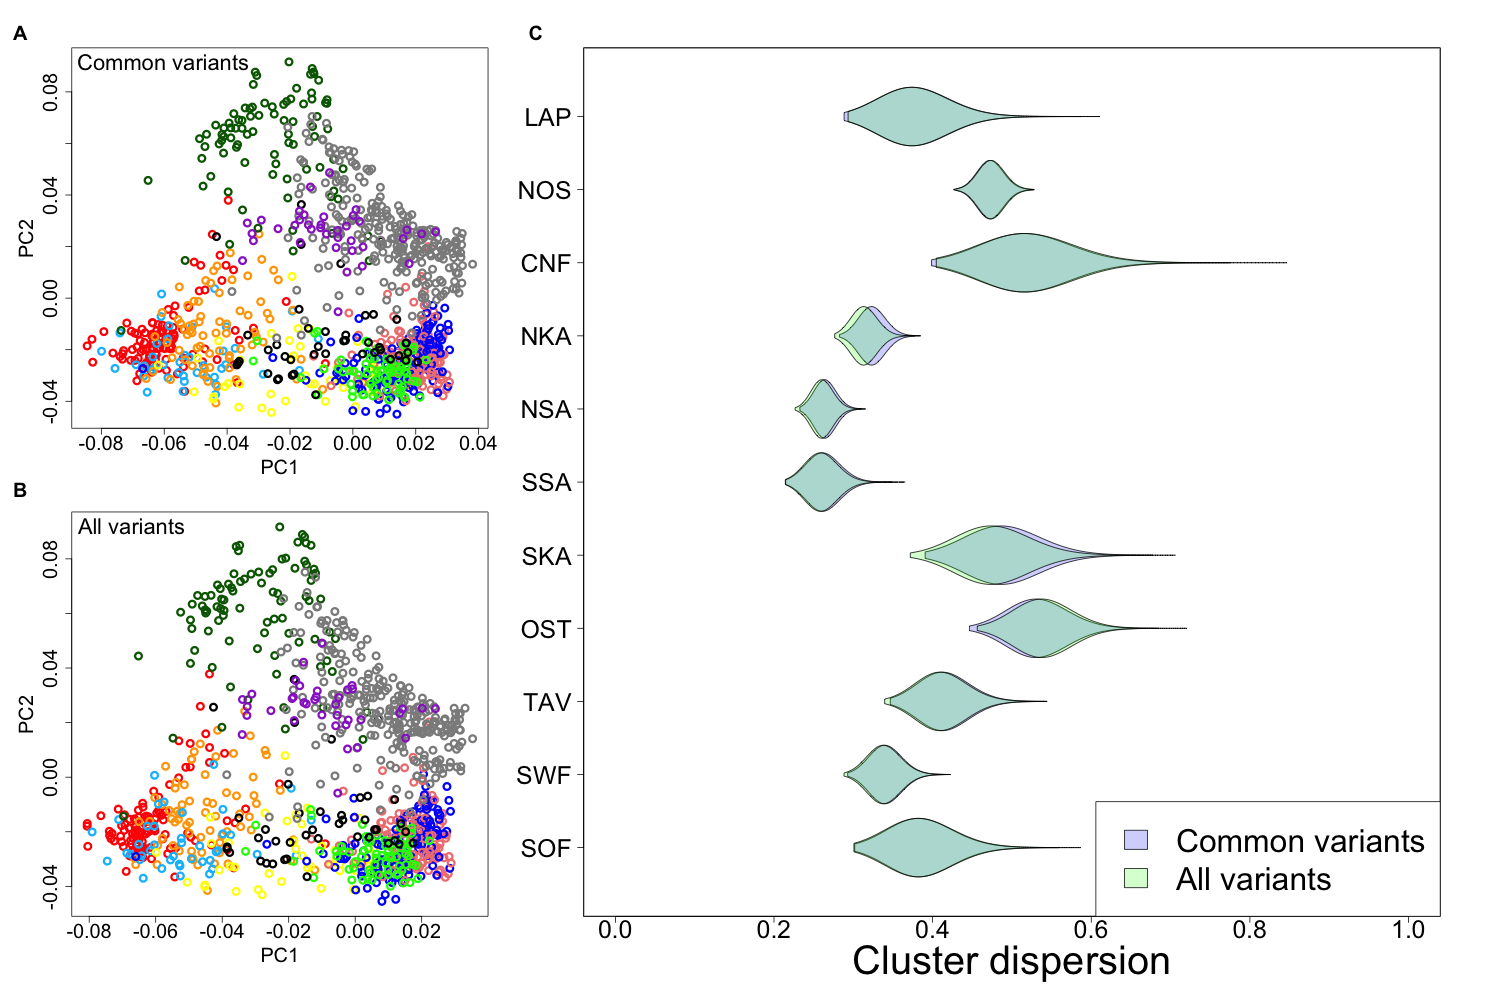 A
Common variants
0.08
0.04
0.00
-0.04
PC2
-0.08 -0.06 -0.04 -0.02 0.00 0.02 0.04
PC1
B
All variants
0.08
0.04
0.00
-0.04
PC2
-0.08 -0.06 -0.04 -0.02 0.00 0.02
PC1
C
LAP
NOS
CNF
NKA
NSA
SSA
SKA
OST
TAV
SWF
SOF
Common variants
All variants
0.0 0.2 0.4 0.6 0.8 1.0
Cluster dispersion